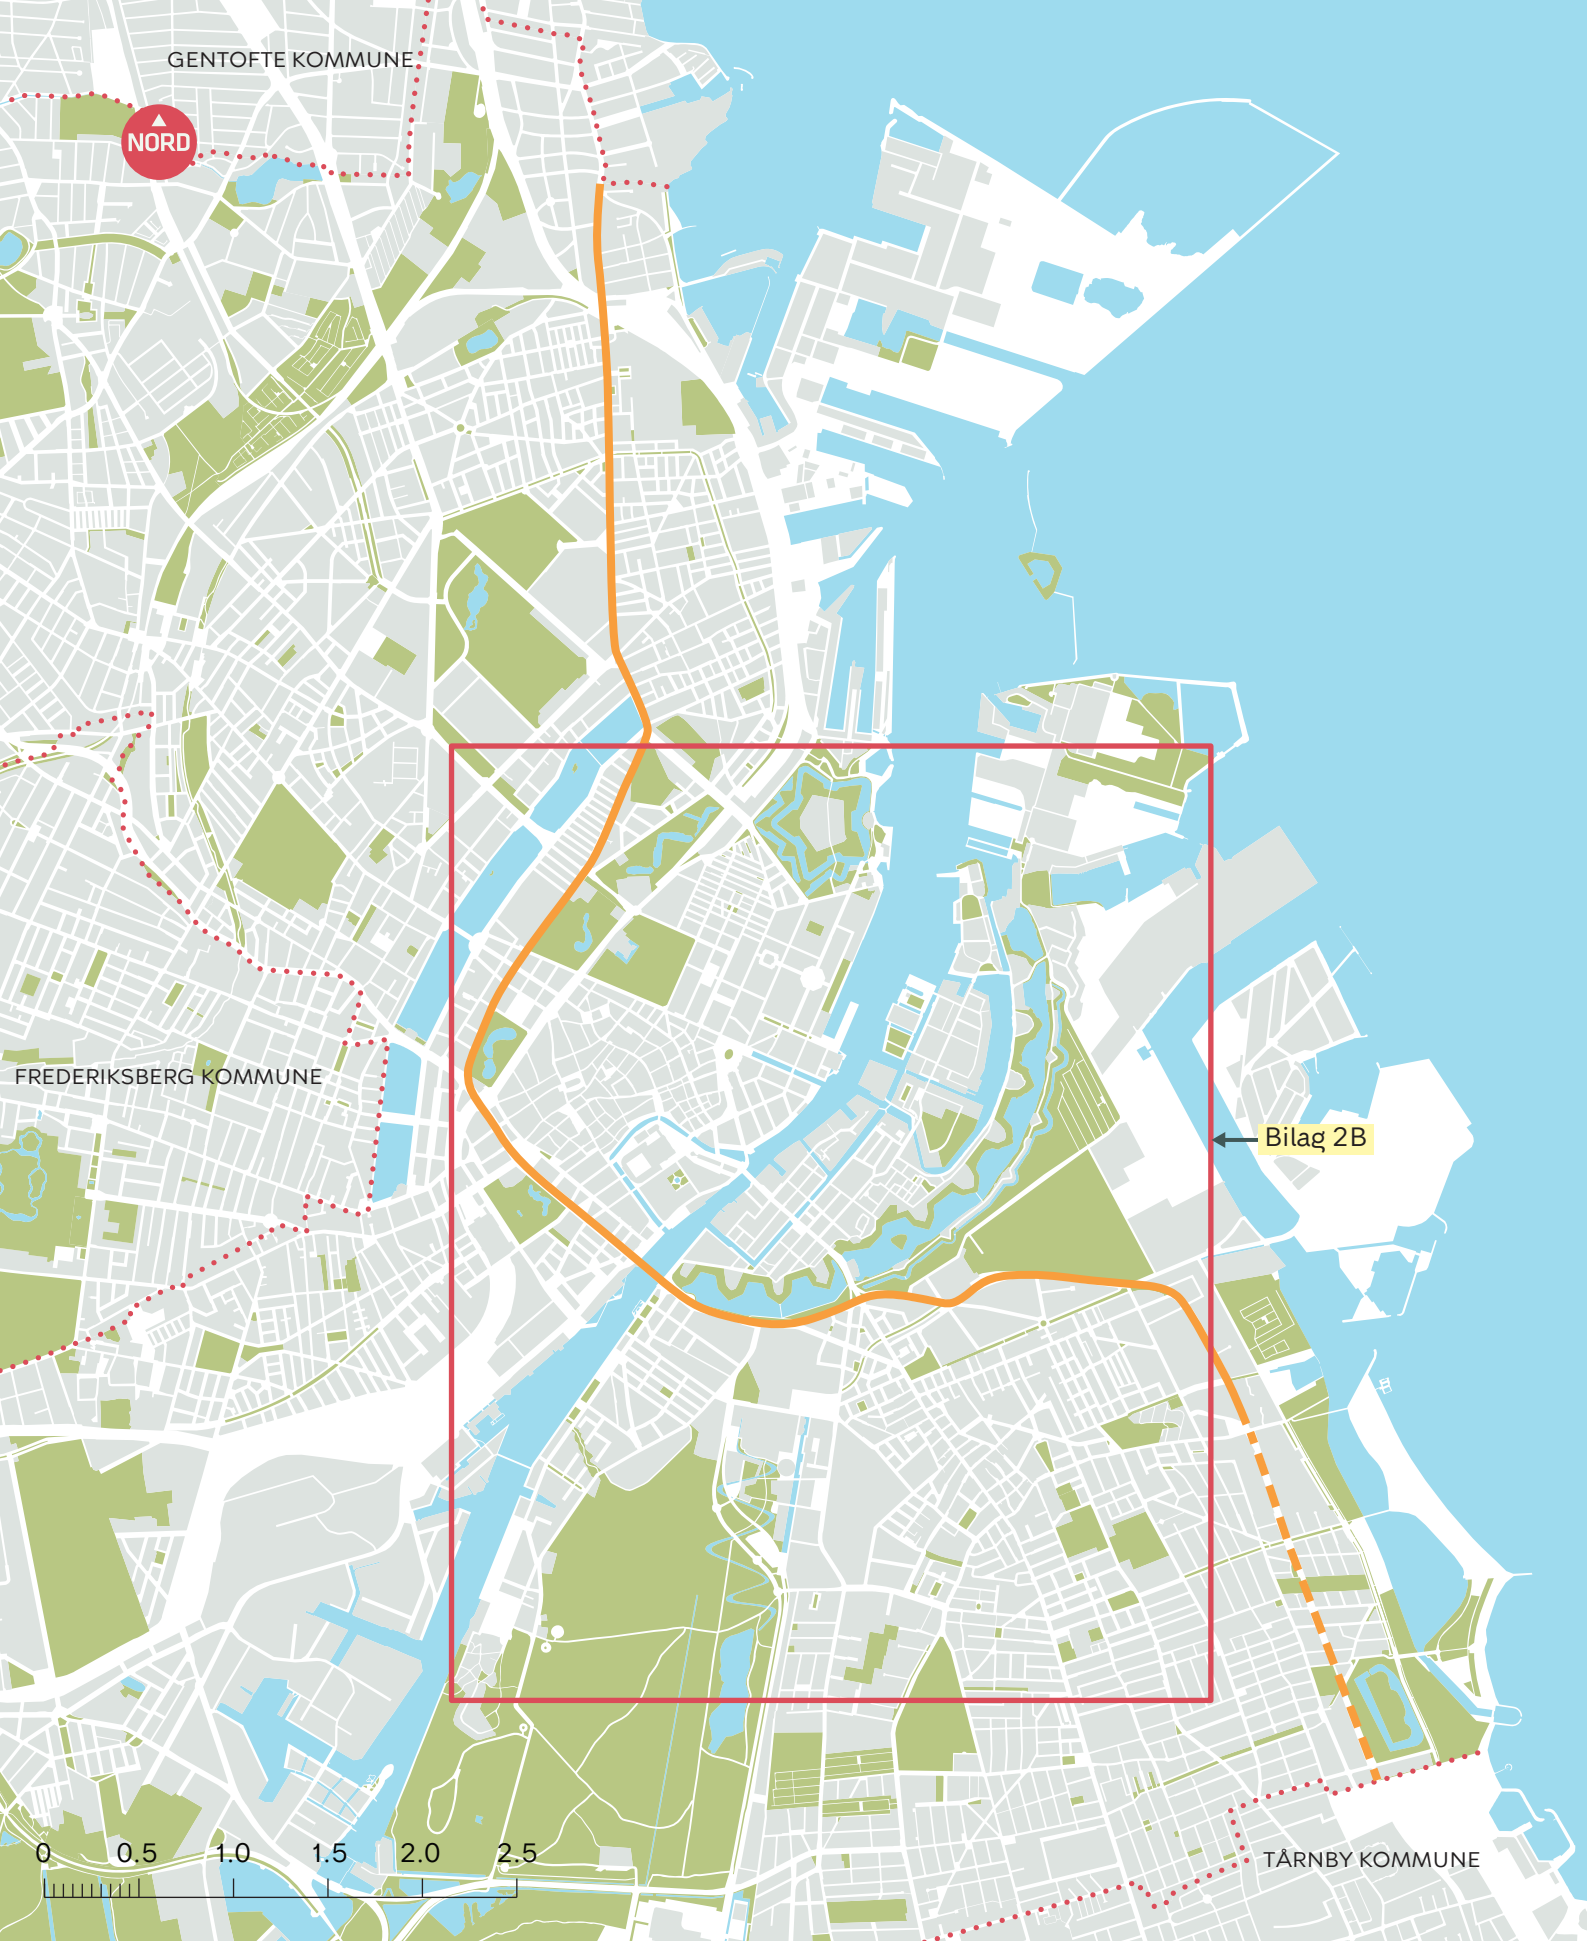 GENTOFTE KOMMUNE
NORD
FREDERIKSBERG KOMMUNE
Bilag 2B
0 0.5 1.0 1.5 2.0 2.5
TÅRNBY KOMMUNE